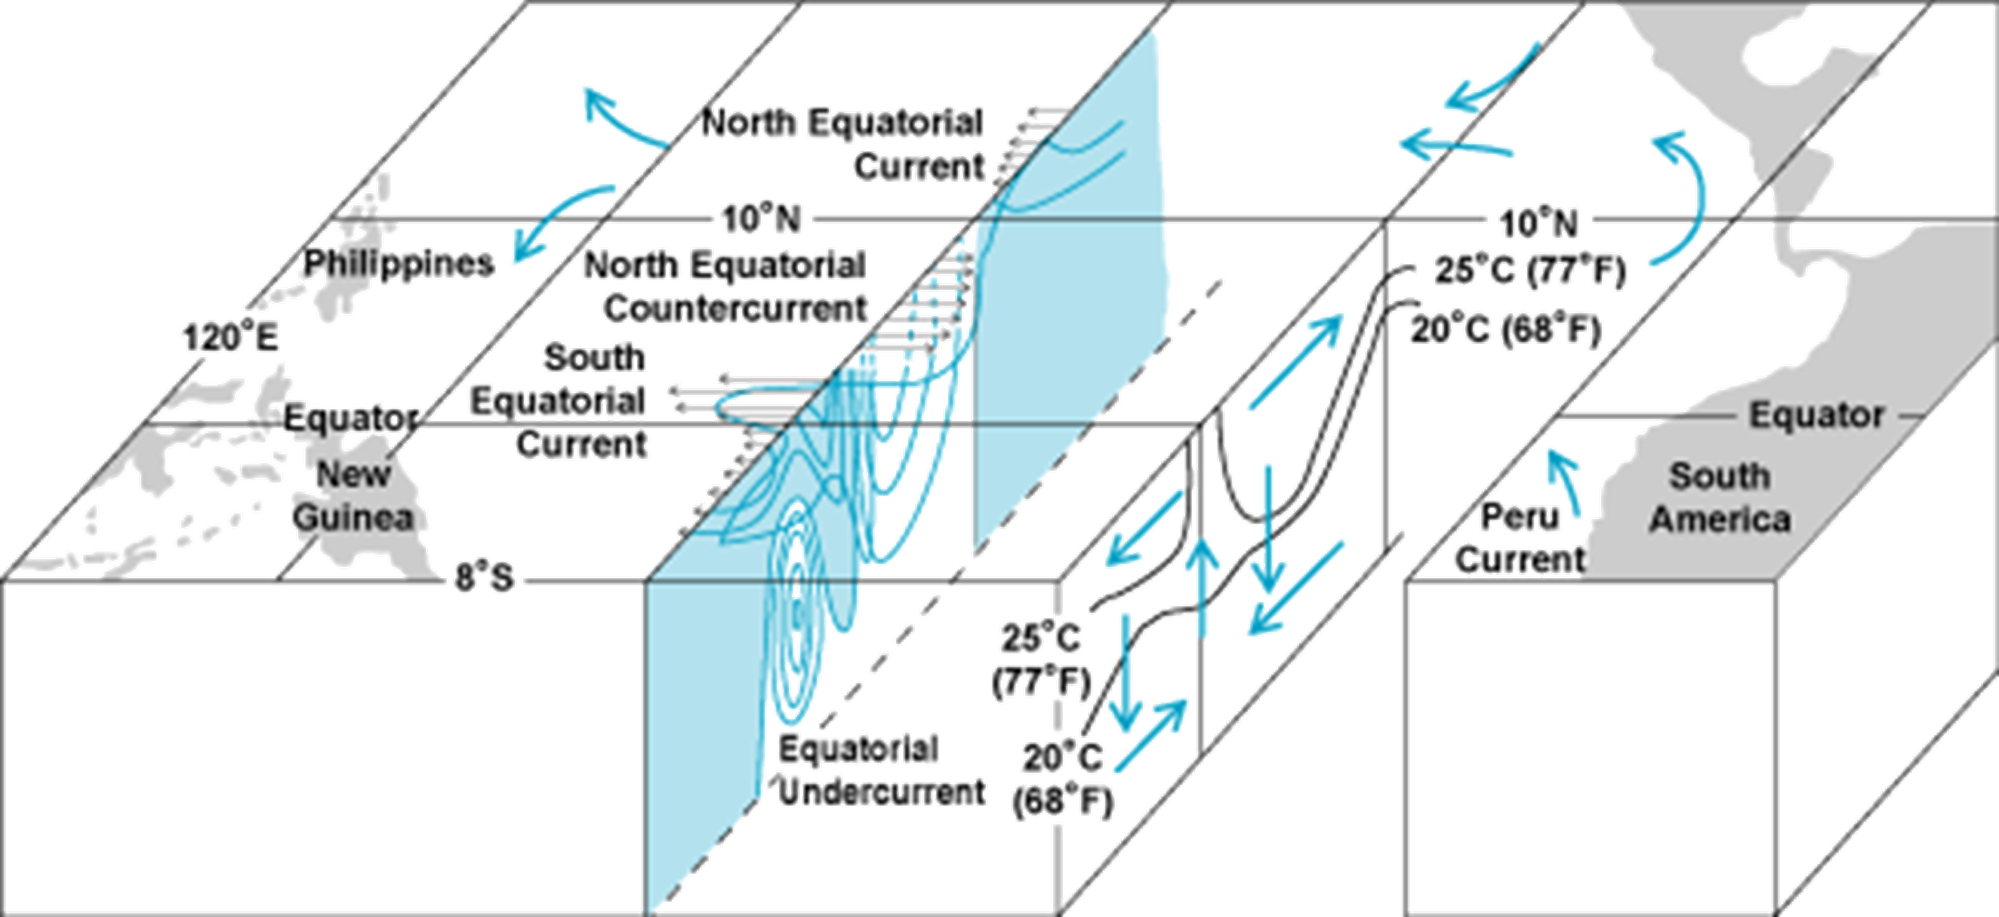 North Equatorial
Current
10°N
10°N
Philippines
North Equatorial
Countercurrent
25°C (77°F)
120°E
20°C (68°F)
South
Equatorial
Current
Equator
Equator
New
Guinea
South
America
Peru
Current
8°S
25°C
(77°F)
Equatorial
Undercurrent
20°C
(68°F)